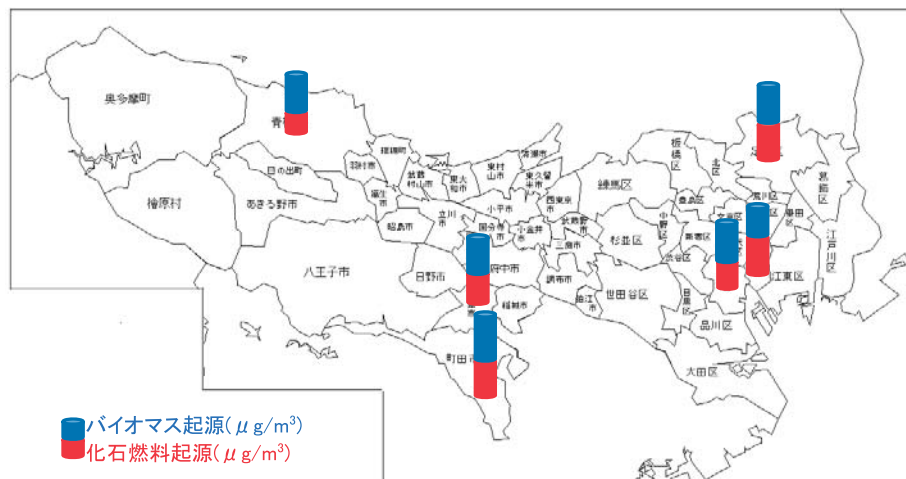 奥多摩町
青
瑞穂町
羽村市
日の出町
檜原村
あきる野市
福生市
武蔵村山市
東大和市
東村山市
清瀬市
東久留米市
西東京市
昭島市
立川市
小平市
国分寺
小金井市
武蔵野市
三鷹市
八王子市
日野市
府中市
調布市
狛江市
稲城市
町田
練馬区
板橋区
北区
豊島区
中野区
杉並区
新宿区
文京区
荒川区
墨田区
葛飾区
江戸川区
江東区
渋谷区
世田谷区
目黒区
品川区
大田区
バイオマス起源(μg/m³)
化石燃料起源(μg/m³)